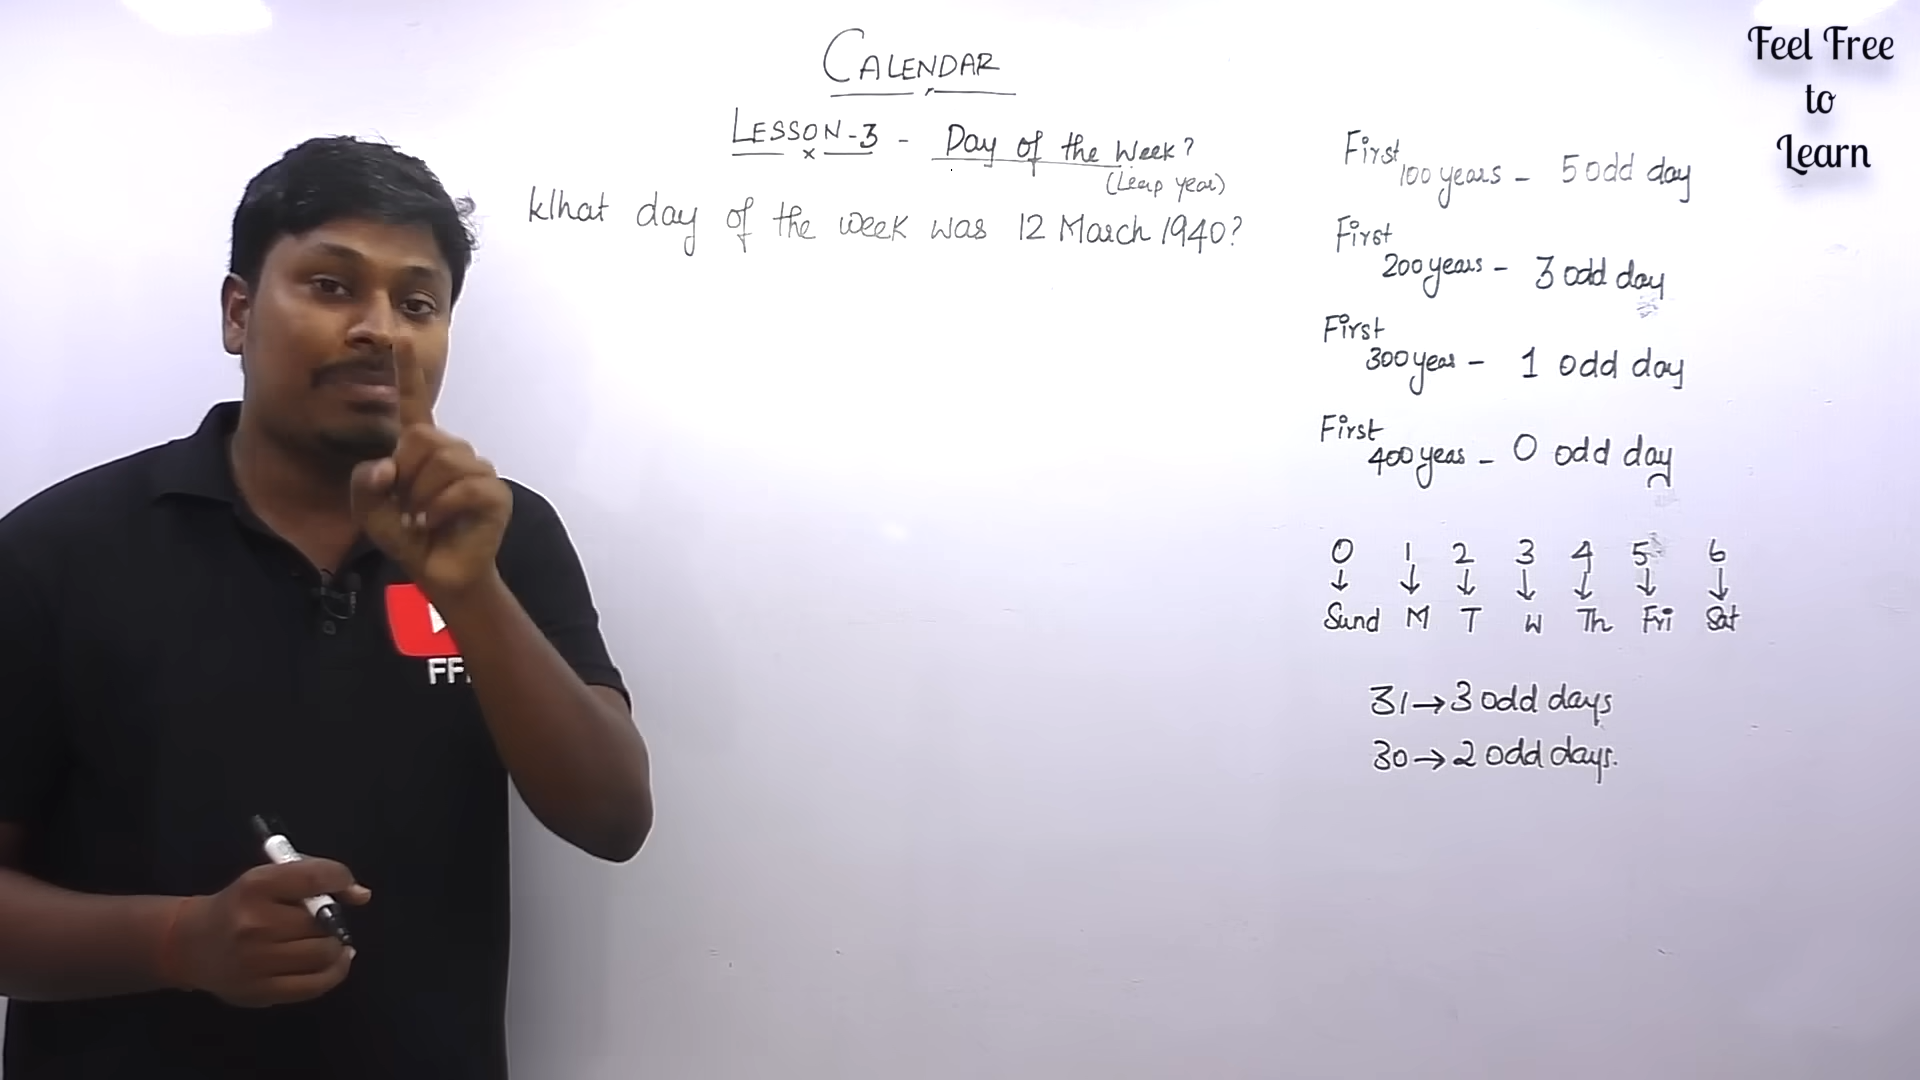 CALENDAR
LESSON-3 - Day of the Week?
(Leap year)
What day of the week was 12 March 1940?
Feel Free
to
Learn
First
100 years - 5 odd day
First
200 years - 3 odd day
First
300 year - 1 odd day
First
400 yeas - 0 odd day
0 1 2 3 4 5 6
↓ ↓ ↓ ↓ ↓ ↓ ↓
Sund M T W Th Fri Sat
31→3 odd days
30→2 odd days.